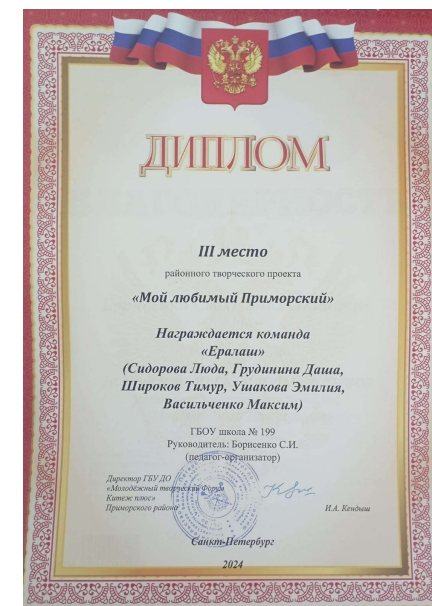 ДИПЛОМ
III место
районного творческого проекта
«Мой любимый Приморский»
Награждается команда
«Ералаш»
(Сидорова Люда, Грудинина Даша,
Широков Тимур, Ушакова Эмилия,
Васильченко Максим)
ГБОУ школа № 199
Руководитель: Борисенко С.И.
(педагог-организатор)
Директор ГБУ ДО
«Молодёжный творческий Форум
Китеж плюс»
Приморского района
И.А. Кендыш
Санкт-Петербург
2024